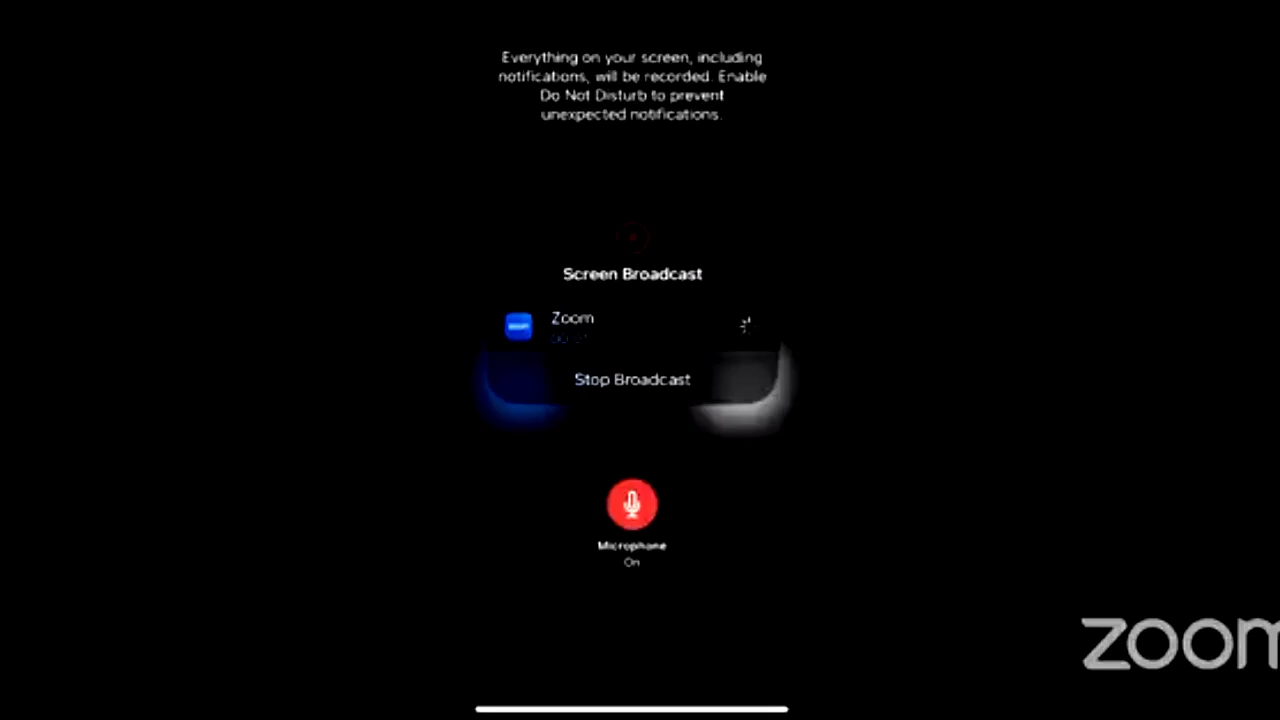 Everything on your screen, including
notifications, will be recorded. Enable
Do Not Disturb to prevent
unexpected notifications.
Screen Broadcast
Zoom
Stop Broadcast
Microphone
On
zoom